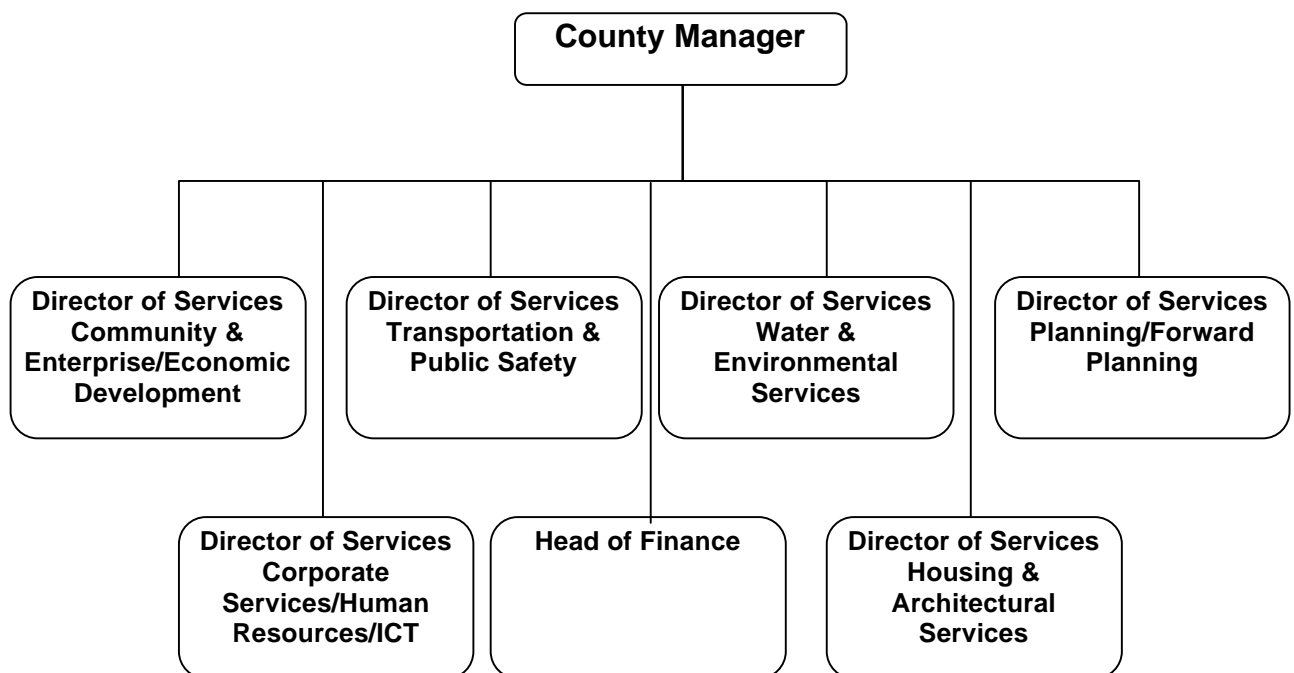 County Manager
Director of Services
Community &
Enterprise/Economic
Development
Director of Services
Transportation &
Public Safety
Director of Services
Water &
Environmental
Services
Director of Services
Planning/Forward
Planning
Director of Services
Corporate
Services/Human
Resources/ICT
Head of Finance
Director of Services
Housing &
Architectural
Services